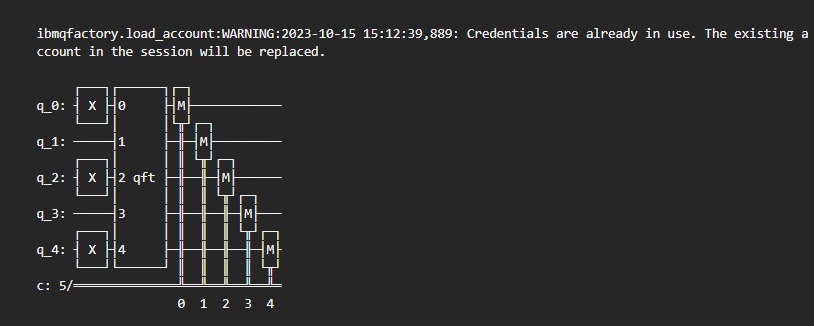 ibmqfactory.load_account:WARNING:2023-10-15 15:12:39,889: Credentials are already in use. The existing a
ccount in the session will be replaced.
q_0: X 0 M
q_1: 1 M
q_2: X 2 qft M
q_3: 3 M
q_4: X 4 M
c: 5/
0 1 2 3 4